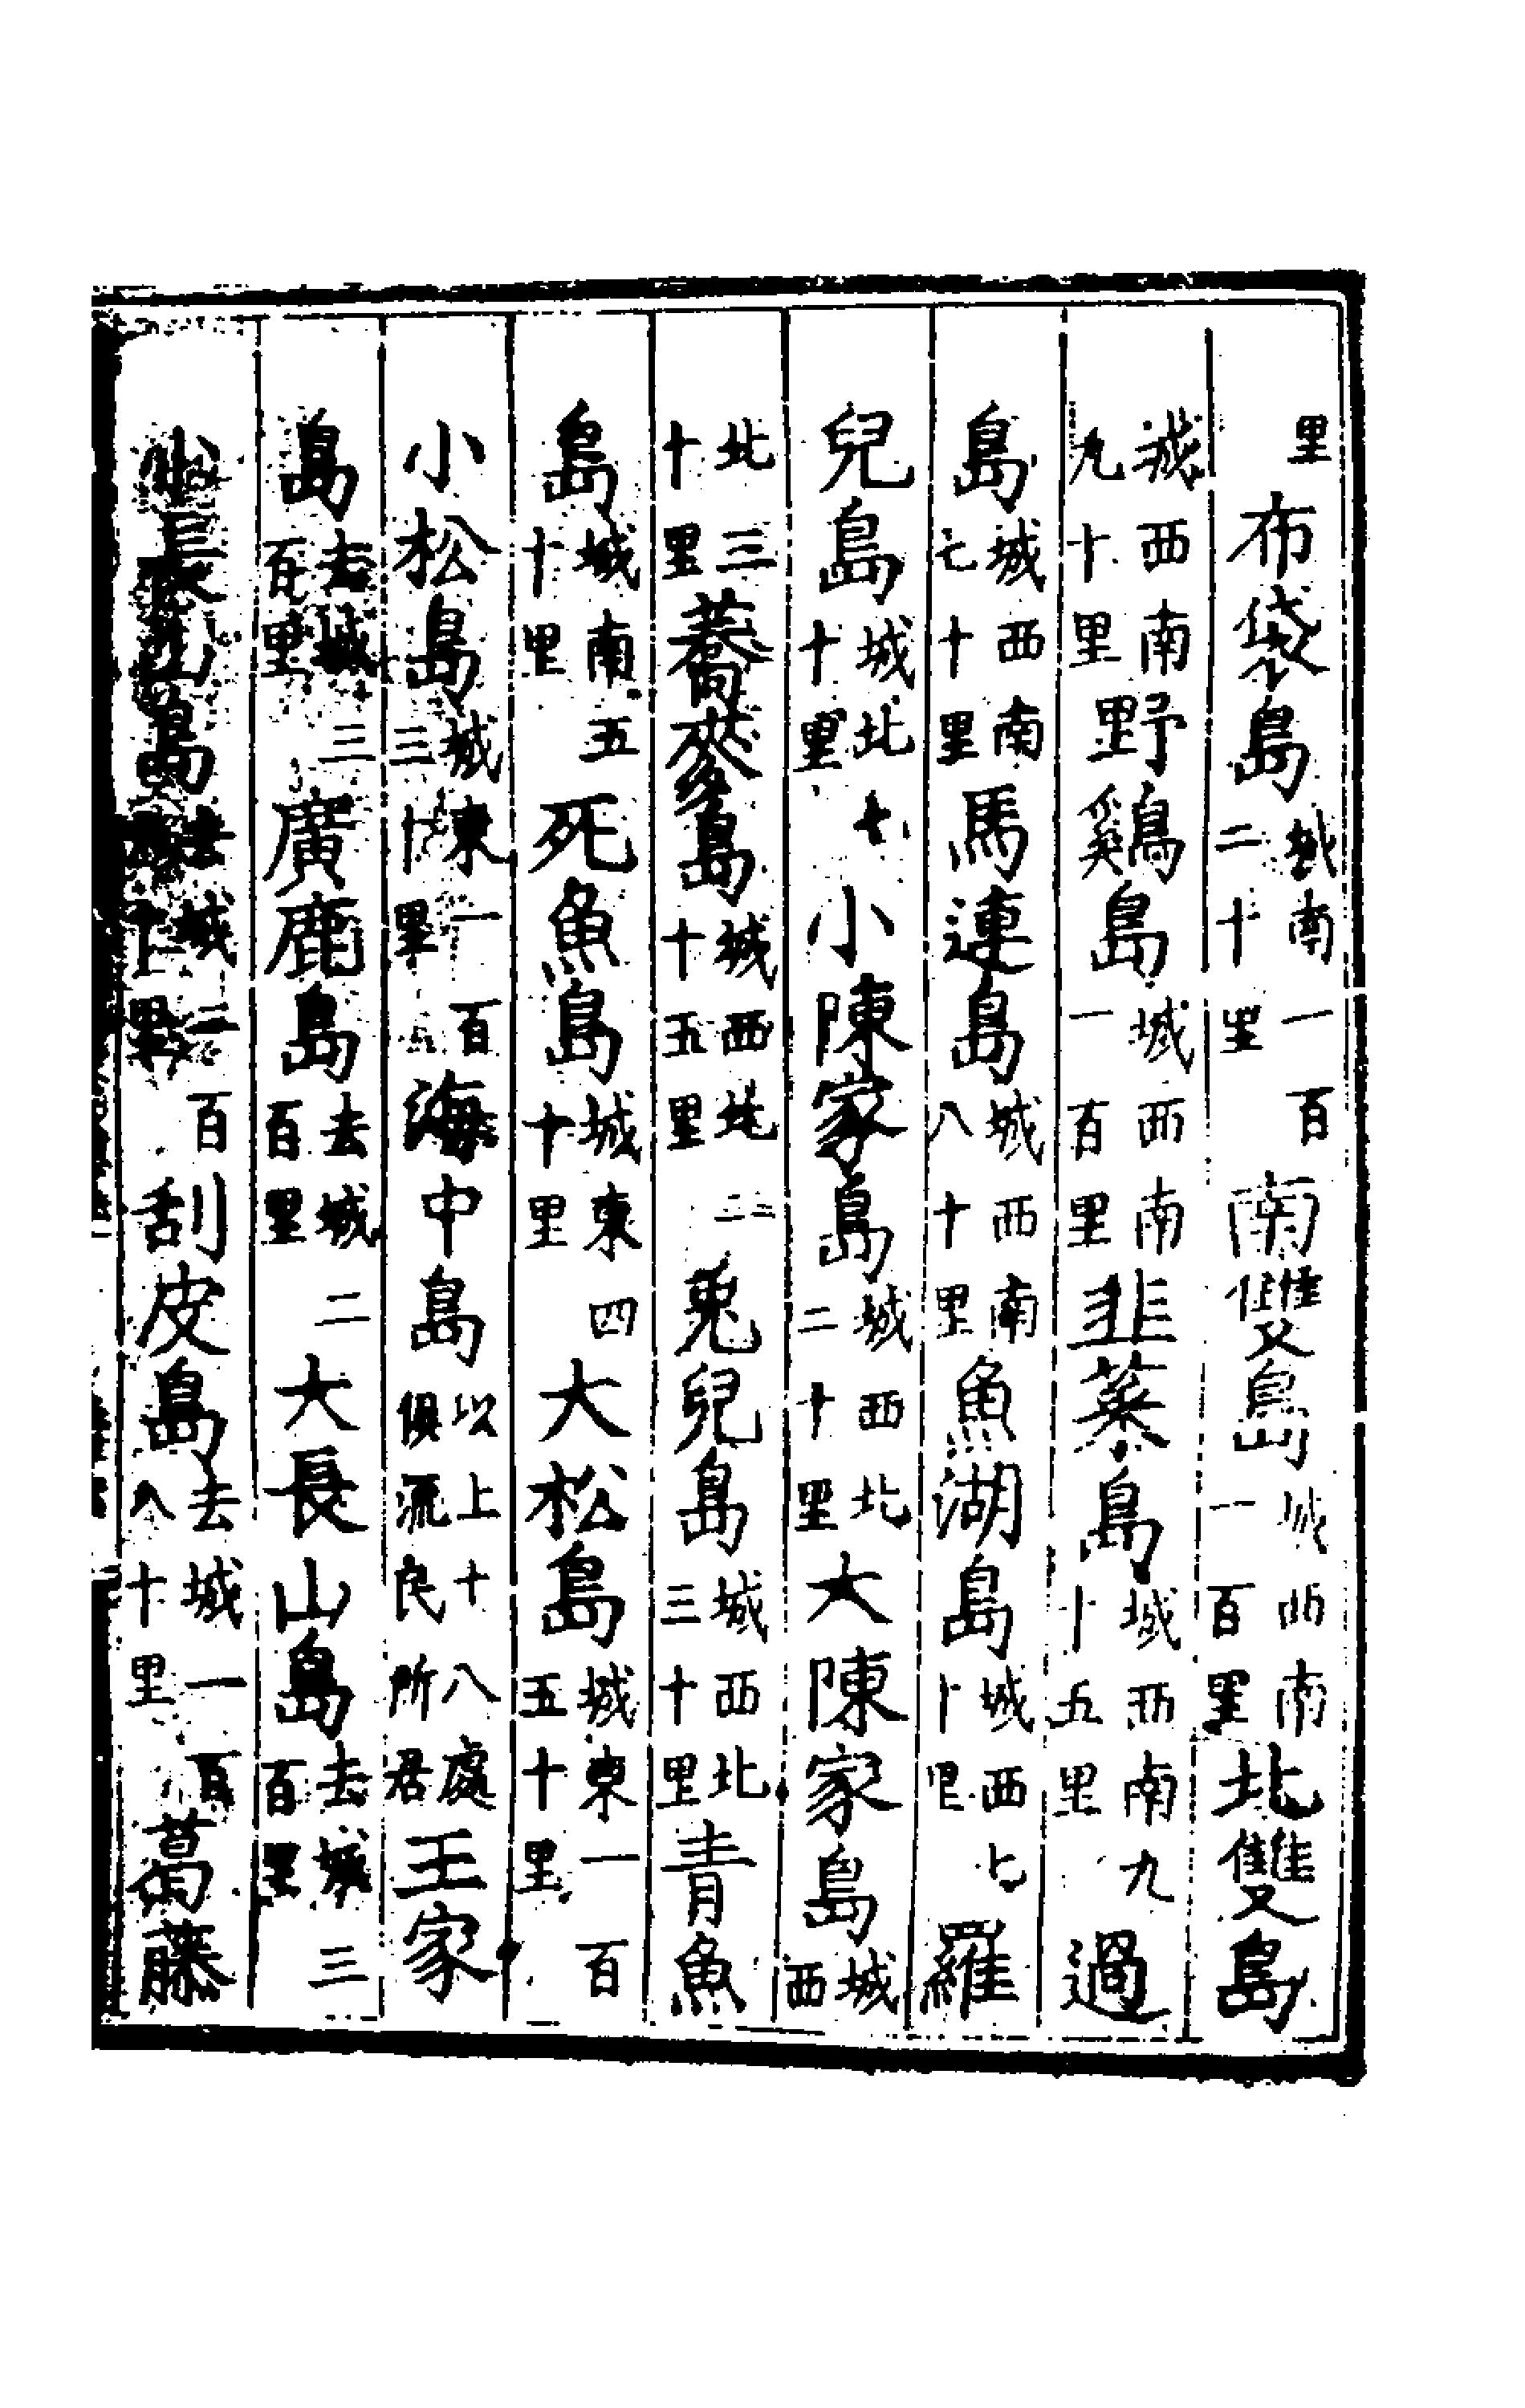 里布袋島城南一百二十里南雙島城西南一百里北雙島
城西南九十里野鷄島城西南一百里韭菜島城西南九十五里過
島城西南七十里馬連島城西南八十里魚湖島城西七十里羅
兒島城北七十里小陳家島城西北二十里大陳家島城西
北三十里蕎麥島城西北十五里兎兒島城西北三十里青魚
島城南五十里死魚島城東四十里大松島城東一百五十里
小松島城東一百三十里海中島以上十八處俱流民所居王家
島去城三百里廣鹿島去城二百里大長山島去城三百里
小長山島去城二百十里刮皮島去城一百八十里葛藤